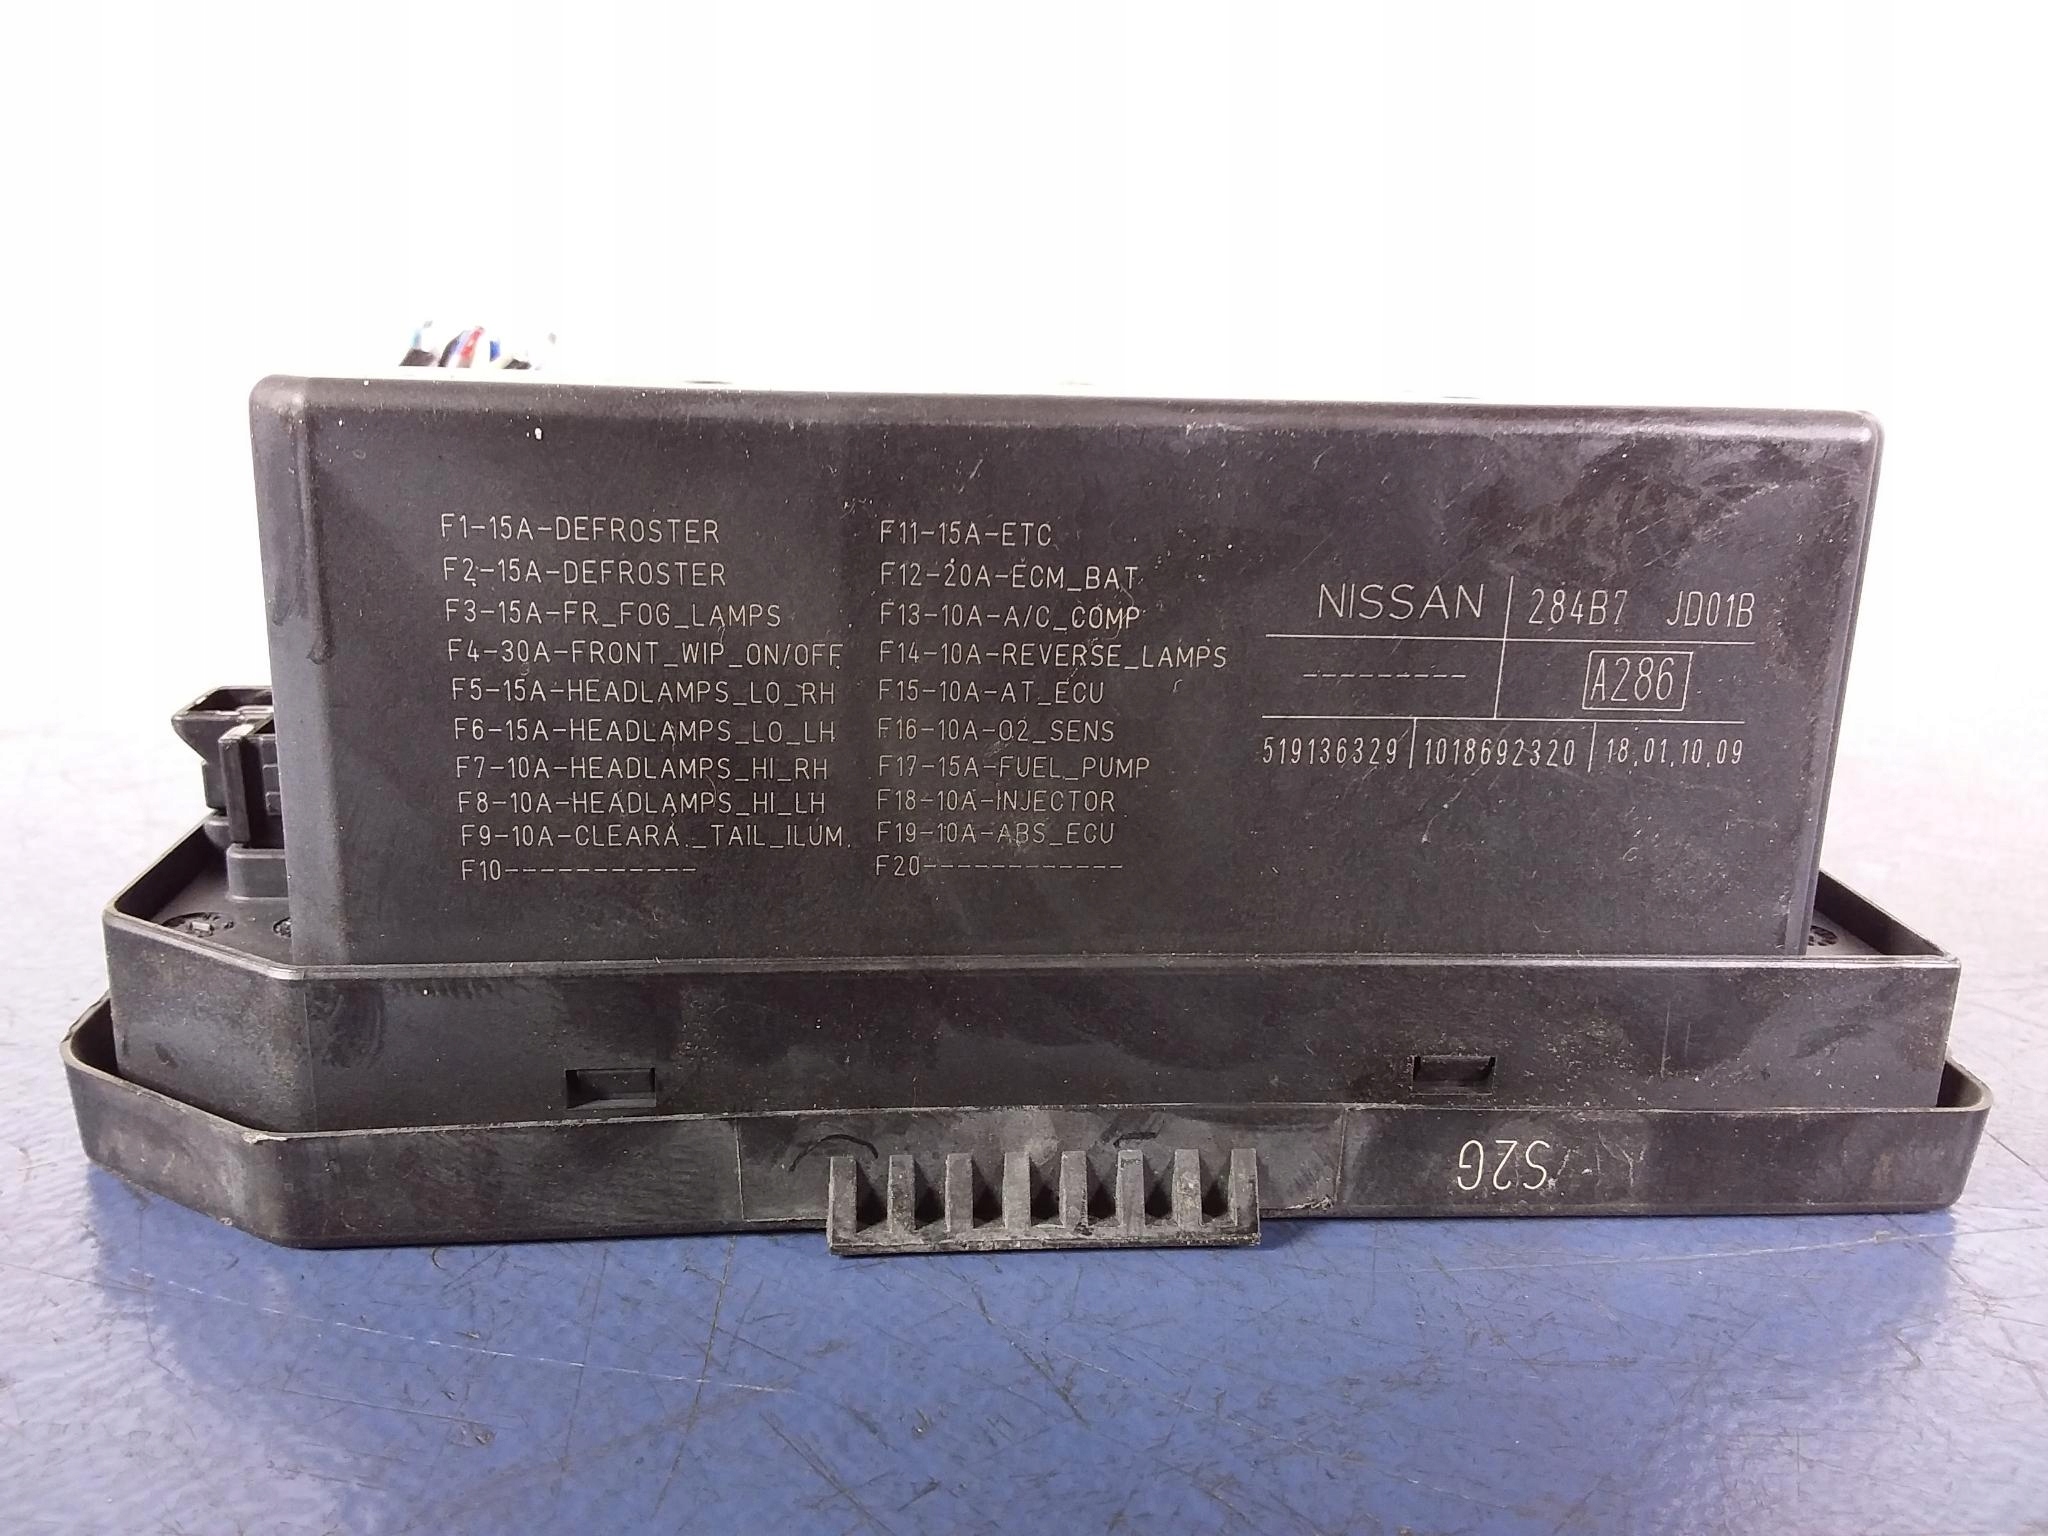 F1-15A-DEFROSTER
F2-15A-DEFROSTER
F3-15A-FR_FOG_LAMPS
F4-30A-FRONT_WIP_ON/OFF
F5-15A-HEADLAMPS_LO_RH
F6-15A-HEADLAMPS_LO_LH
F7-10A-HEADLAMPS_HI_RH
F8-10A-HEADLAMPS_HI_LH
F9-10A-CLEARA._TAIL_ILUM.
F10-----------
F11-15A-ETC
F12-20A-ECM_BAT
F13-10A-A/C_COMP
F14-10A-REVERSE_LAMPS
F15-10A-AT_ECU
F16-10A-O2_SENS
F17-15A-FUEL_PUMP
F18-10A-INJECTOR
F19-10A-ABS_ECU
F20-----------
NISSAN 284B7 JD01B
--------- A286
519136329 1018692320 18.01.10.09
S2G